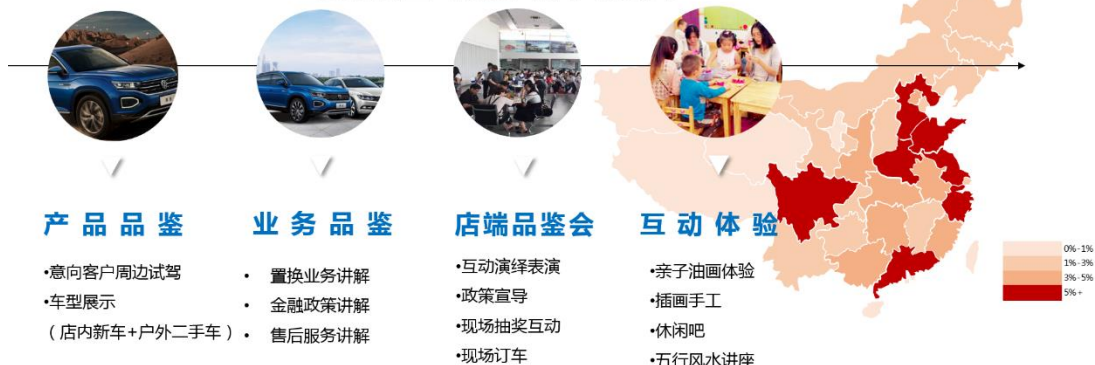 产品品鉴
•意向客户周边试驾
•车型展示
（店内新车+户外二手车）
业务品鉴
• 置换业务讲解
• 金融政策讲解
• 售后服务讲解
店端品鉴会
•互动演绎表演
•政策宣导
•现场抽奖互动
•现场订车
互动体验
•亲子油画体验
•插画手工
•休闲吧
•五行风水讲座
0%-1%
1%-3%
3%-5%
5%+